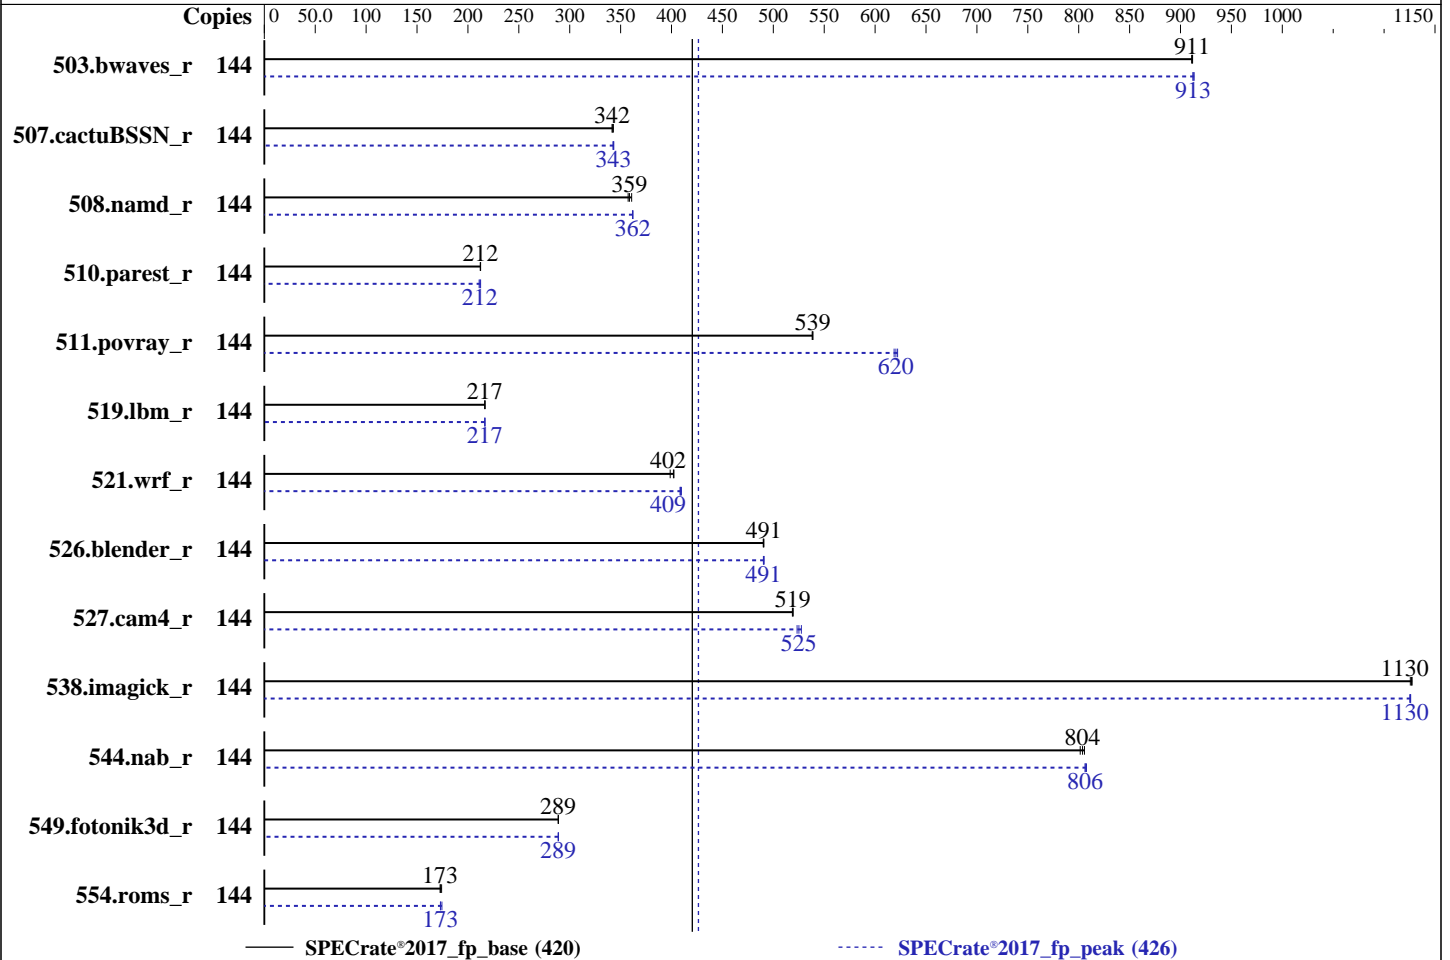 Copies 0 50.0 100 150 200 250 300 350 400 450 500 550 600 650 700 750 800 850 900 950 1000 1150
911
503.bwaves_r 144
913
342
507.cactuBSSN_r 144
343
359
508.namd_r 144
362
212
510.parest_r 144
212
539
511.povray_r 144
620
217
519.lbm_r 144
217
402
521.wrf_r 144
409
491
526.blender_r 144
491
519
527.cam4_r 144
525
1130
538.imagick_r 144
1130
804
544.nab_r 144
806
289
549.fotonik3d_r 144
289
173
554.roms_r 144
173
SPECrate®2017_fp_base (420) SPECrate®2017_fp_peak (426)